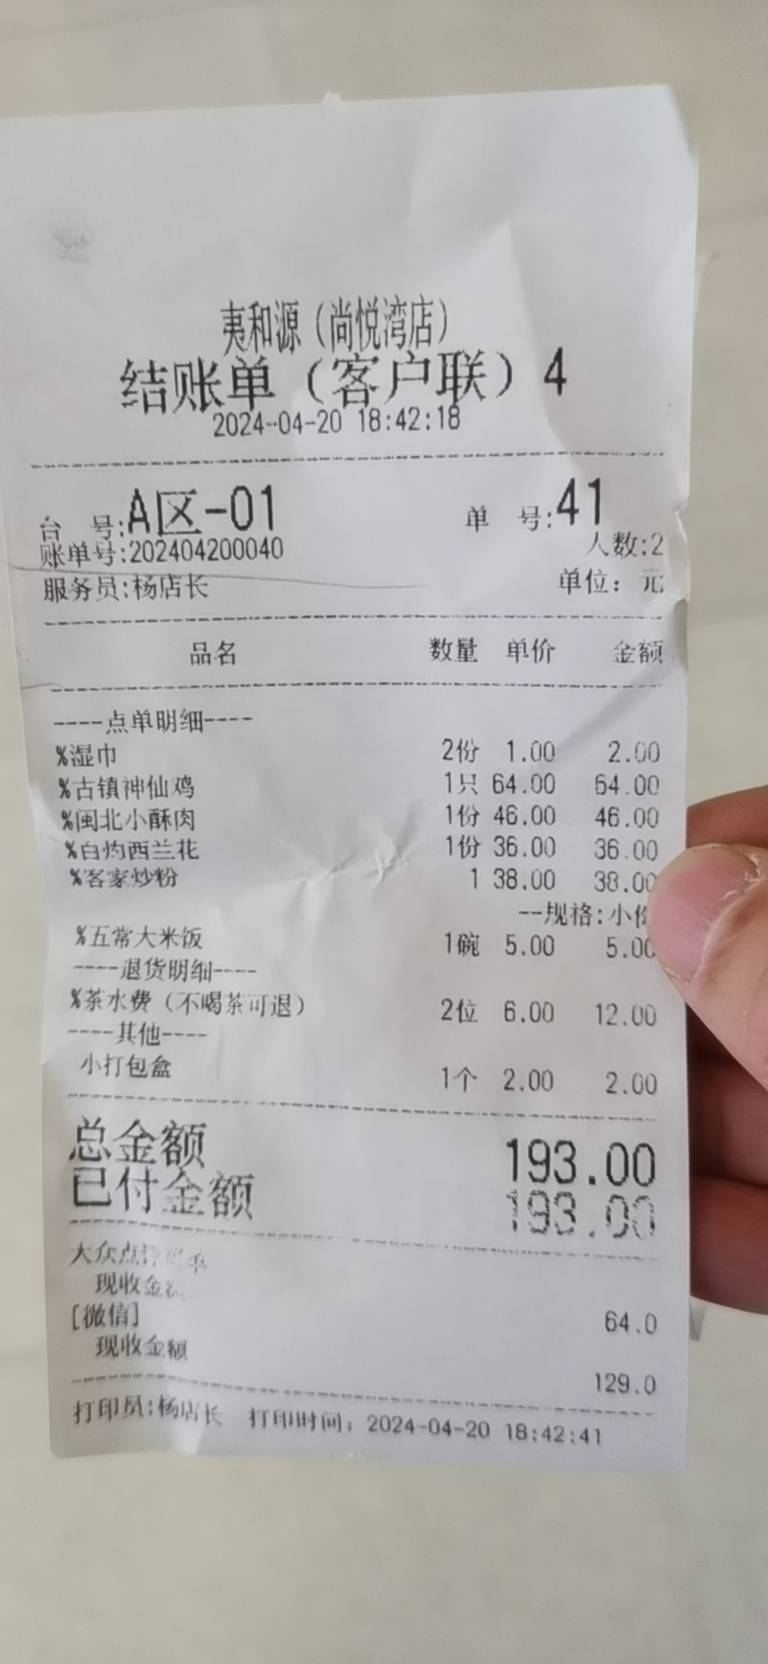 夷和源（尚悦湾店）
结账单（客户联）4
2024-04-20 18:42:18
台 号:A区-01 单 号:41
账单号:202404200040 人数:2
服务员:杨店长 单位：元
品名 数量 单价 金额
----点单明细----
%湿巾 2份 1.00 2.00
%古镇神仙鸡 1只 64.00 64.00
%闽北小酥肉 1份 46.00 46.00
%白灼西兰花 1份 36.00 36.00
%客家炒粉 1 38.00 38.00
--规格:小份
%五常大米饭 1碗 5.00 5.00
----退货明细----
%茶水费（不喝茶可退） 2位 6.00 12.00
----其他----
小打包盒 1个 2.00 2.00
总金额 193.00
已付金额 193.00
大众点评
现收金额 64.0
[微信]
现收金额 129.0
打印员:杨店长 打印时间：2024-04-20 18:42:41